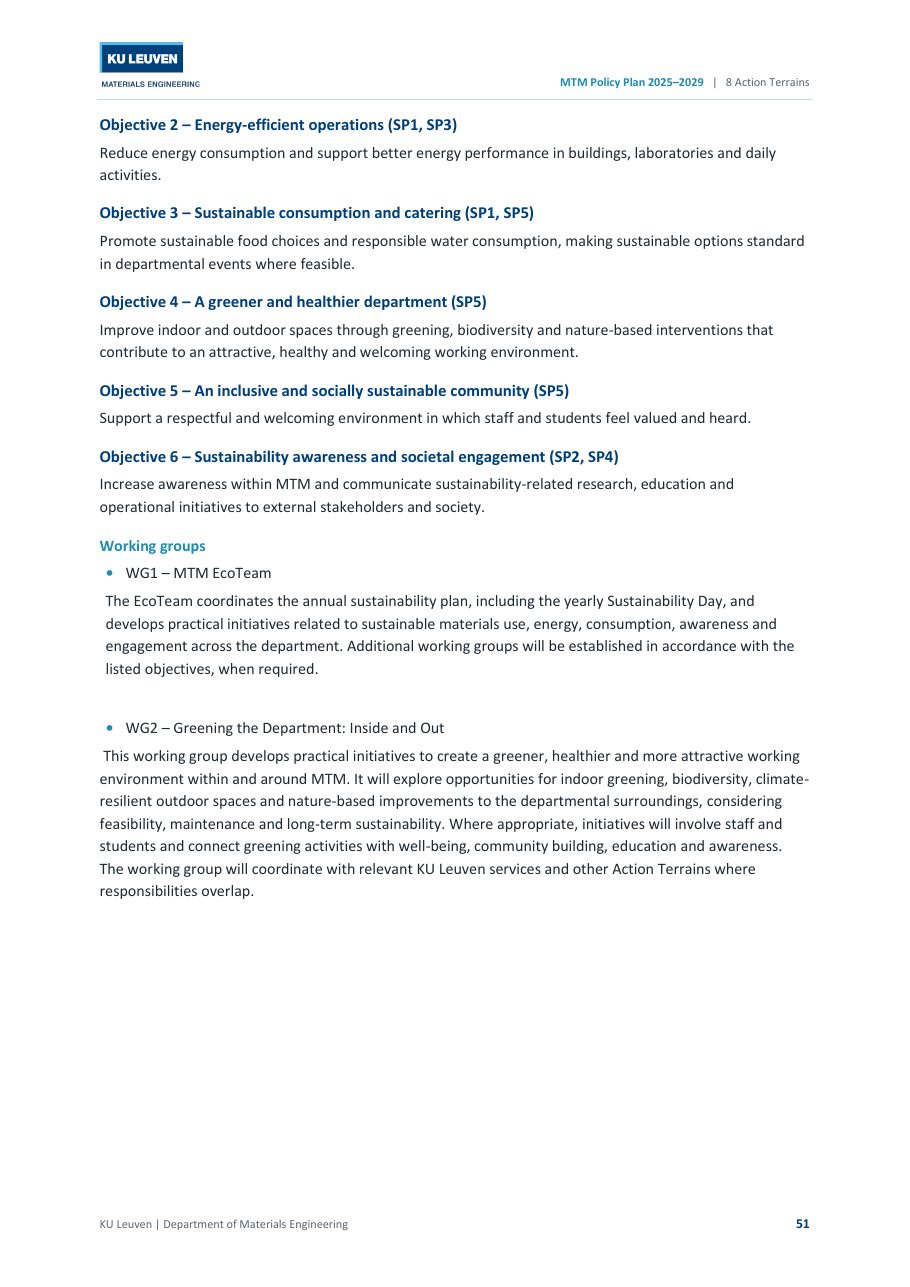 KU LEUVEN
MATERIALS ENGINEERING
MTM Policy Plan 2025–2029 | 8 Action Terrains
Objective 2 – Energy-efficient operations (SP1, SP3)
Reduce energy consumption and support better energy performance in buildings, laboratories and daily
activities.
Objective 3 – Sustainable consumption and catering (SP1, SP5)
Promote sustainable food choices and responsible water consumption, making sustainable options standard
in departmental events where feasible.
Objective 4 – A greener and healthier department (SP5)
Improve indoor and outdoor spaces through greening, biodiversity and nature-based interventions that
contribute to an attractive, healthy and welcoming working environment.
Objective 5 – An inclusive and socially sustainable community (SP5)
Support a respectful and welcoming environment in which staff and students feel valued and heard.
Objective 6 – Sustainability awareness and societal engagement (SP2, SP4)
Increase awareness within MTM and communicate sustainability-related research, education and
operational initiatives to external stakeholders and society.
Working groups
• WG1 – MTM EcoTeam
The EcoTeam coordinates the annual sustainability plan, including the yearly Sustainability Day, and
develops practical initiatives related to sustainable materials use, energy, consumption, awareness and
engagement across the department. Additional working groups will be established in accordance with the
listed objectives, when required.
• WG2 – Greening the Department: Inside and Out
This working group develops practical initiatives to create a greener, healthier and more attractive working
environment within and around MTM. It will explore opportunities for indoor greening, biodiversity, climate-
resilient outdoor spaces and nature-based improvements to the departmental surroundings, considering
feasibility, maintenance and long-term sustainability. Where appropriate, initiatives will involve staff and
students and connect greening activities with well-being, community building, education and awareness.
The working group will coordinate with relevant KU Leuven services and other Action Terrains where
responsibilities overlap.
KU Leuven | Department of Materials Engineering
51